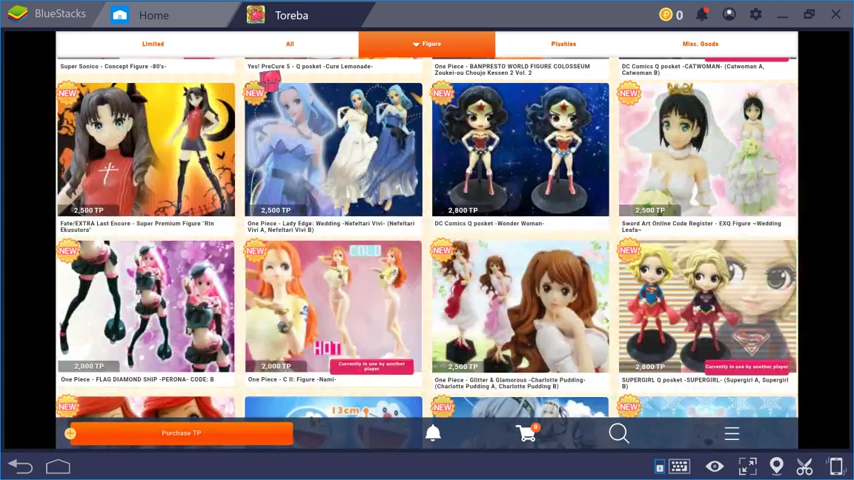 BlueStacks
Home
Toreba
0
Limited
All
Figure
Plushies
Misc. Goods
Super Sonico - Concept Figure -80's-
Yes! PreCure 5 - Q posket -Cure Lemonade-
One Piece - BANPRESTO WORLD FIGURE COLOSSEUM
Zoukei-ou Choujo Kessen 2 Vol. 2
DC Comics Q posket -CATWOMAN- (Catwoman A,
Catwoman B)
NEW
2,500 TP
Fate/EXTRA Last Encore - Super Premium Figure "Rin
Ekusutora"
2,500 TP
One Piece - Lady Edge: Wedding -Nefeltari Vivi- (Nefeltari
Vivi A, Nefeltari Vivi B)
NEW
2,800 TP
DC Comics Q posket -Wonder Woman-
NEW
2,500 TP
Sword Art Online Code Register - EXQ Figure ~Wedding
Leafa~
NEW
2,000 TP
One Piece - FLAG DIAMOND SHIP -PERONA- CODE: B
NEW
COLD
HOT
2,000 TP
Currently in use by another
player
One Piece - C II: Figure -Nami-
NEW
2,500 TP
One Piece - Glitter & Glamorous -Charlotte Pudding-
(Charlotte Pudding A, Charlotte Pudding B)
NEW
2,800 TP
Currently in use by another
player
SUPERGIRL Q posket -SUPERGIRL- (Supergirl A, Supergirl
B)
NEW
13cm
NEW
NEW
Purchase TP
0